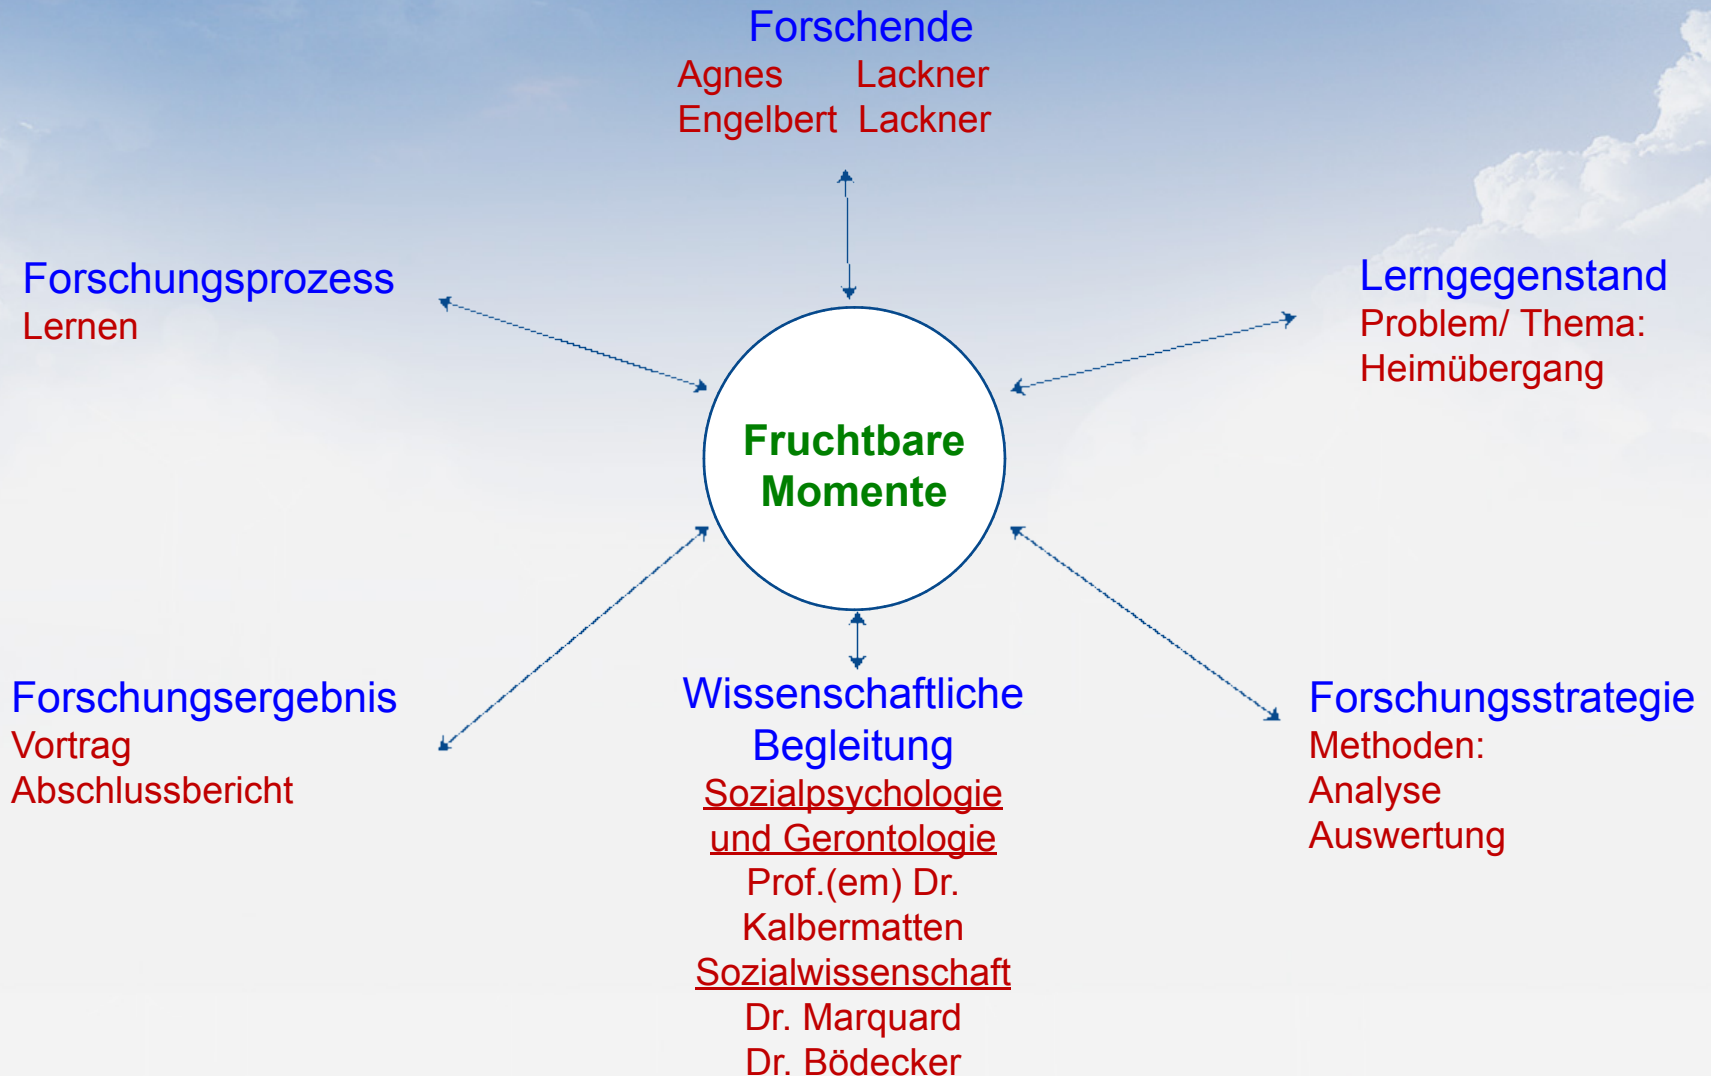 Forschende
Agnes Lackner
Engelbert Lackner
Forschungsprozess
Lernen
Lerngegenstand
Problem/ Thema:
Heimübergang
Fruchtbare
Momente
Forschungsergebnis
Vortrag
Abschlussbericht
Wissenschaftliche
Begleitung
Sozialpsychologie
und Gerontologie
Prof.(em) Dr.
Kalbermatten
Sozialwissenschaft
Dr. Marquard
Dr. Bödecker
Forschungsstrategie
Methoden:
Analyse
Auswertung